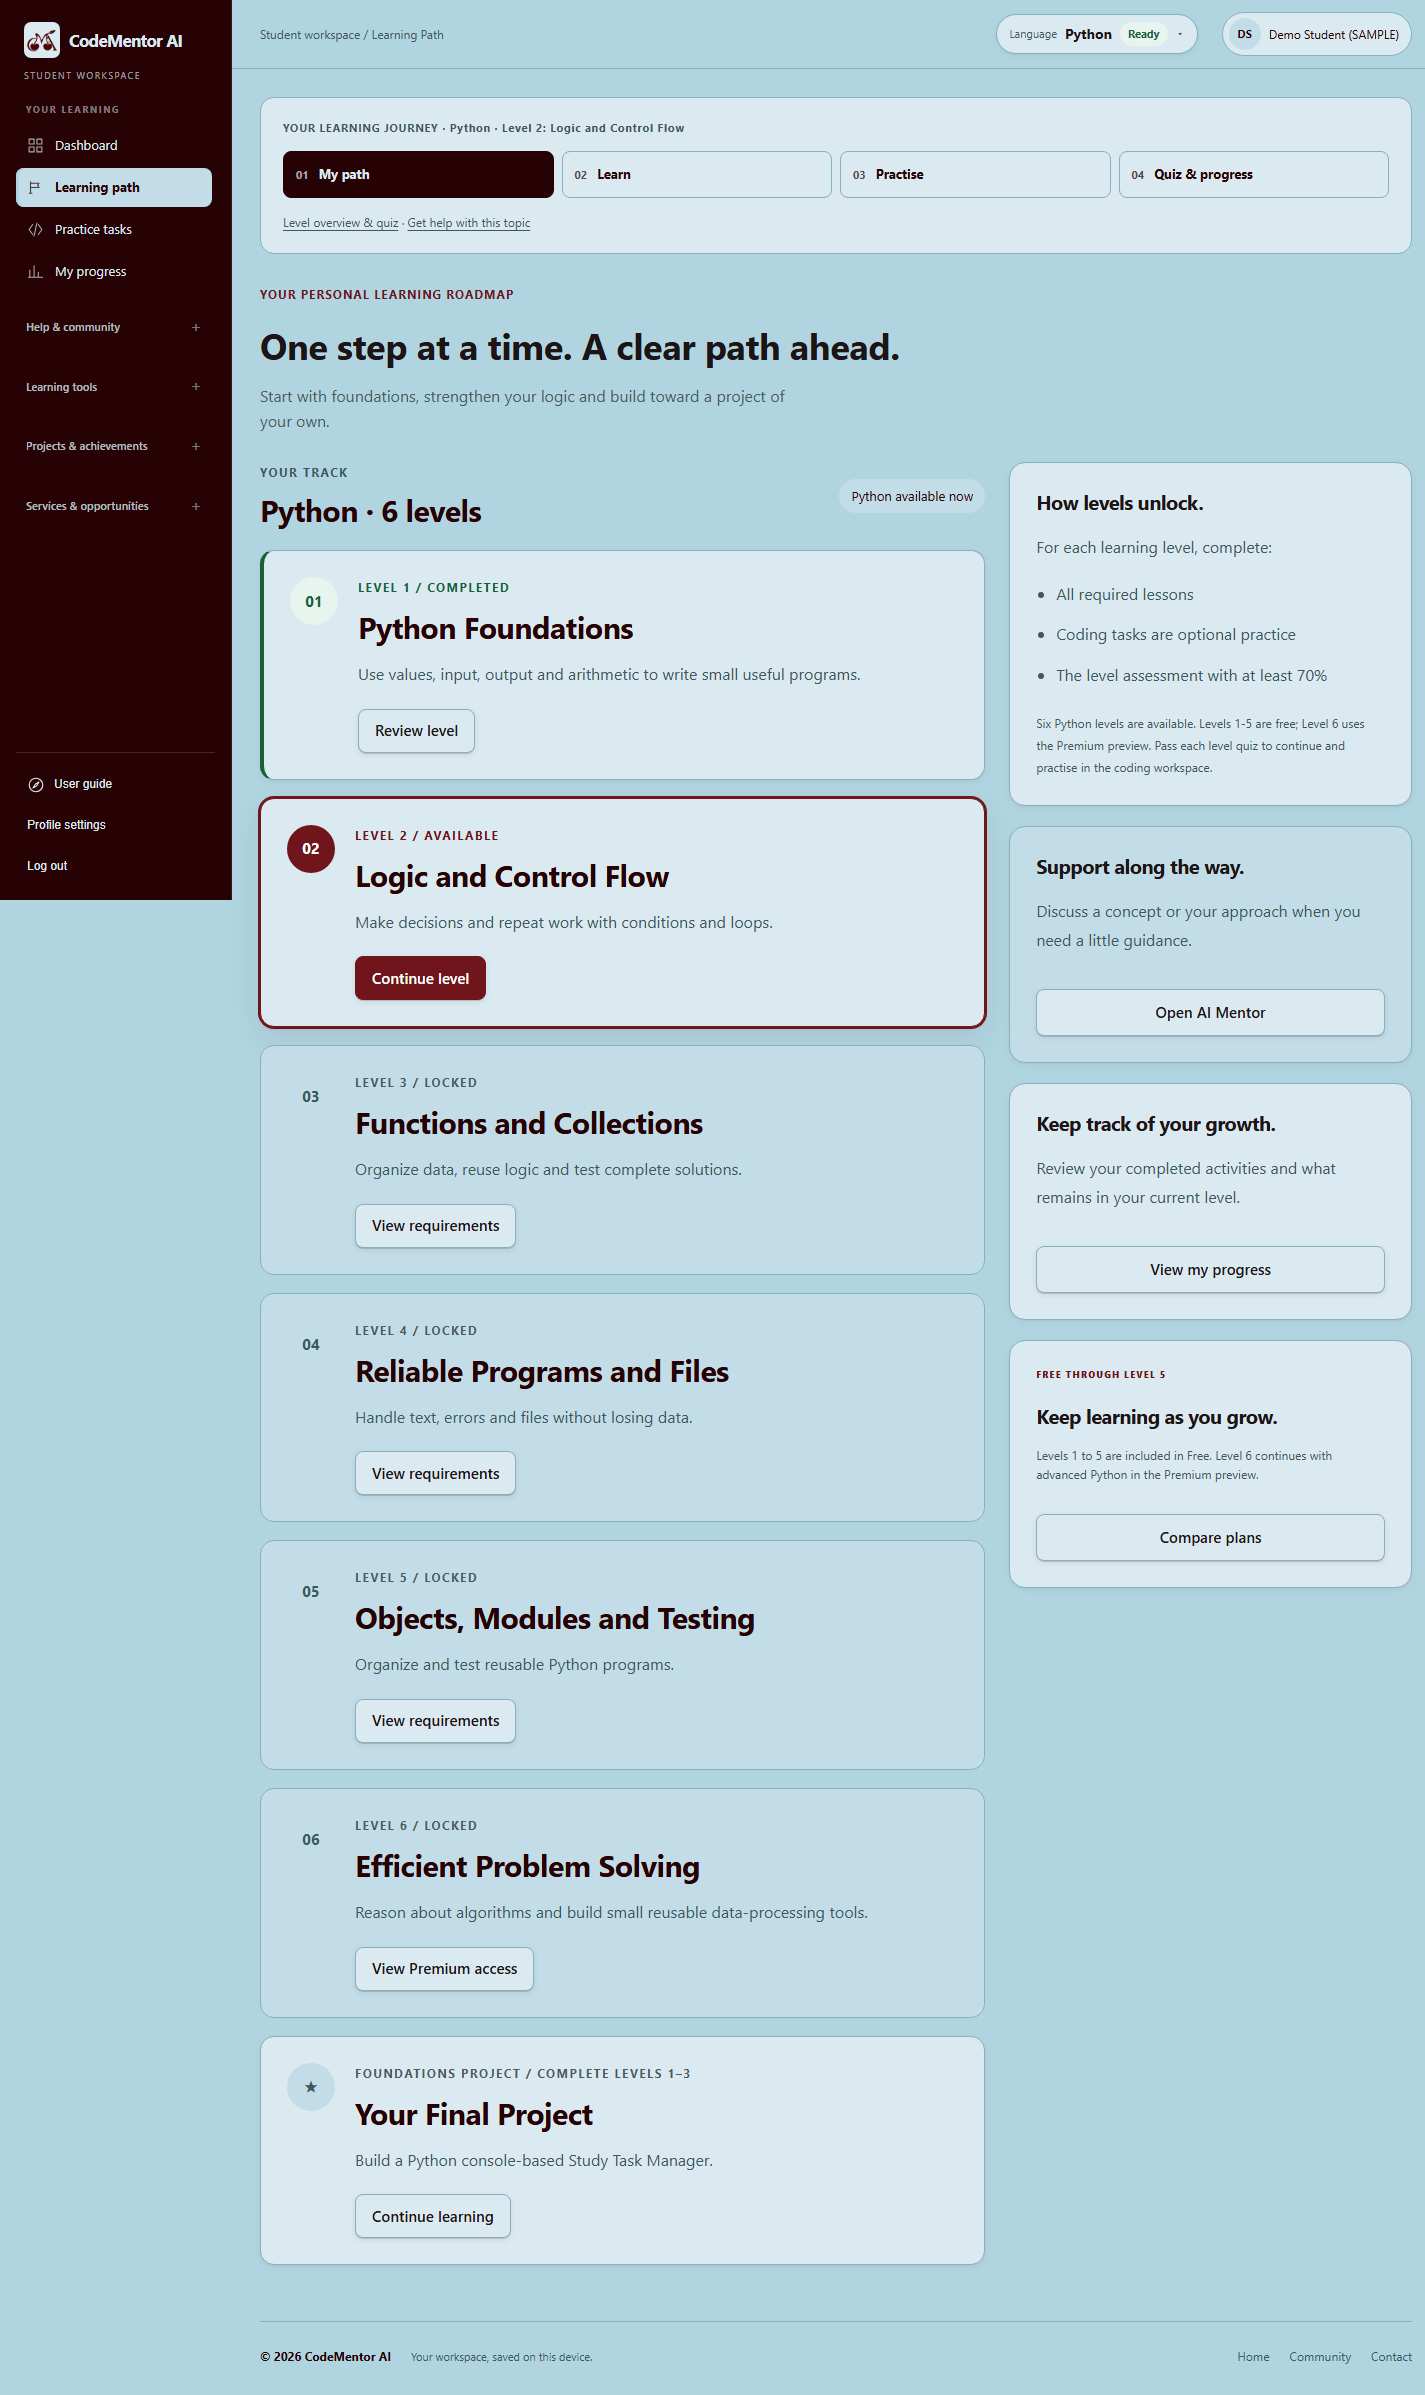 CodeMentor AI
STUDENT WORKSPACE
YOUR LEARNING
Dashboard
Learning path
Practice tasks
My progress
Help & community +
Learning tools +
Projects & achievements +
Services & opportunities +
User guide
Profile settings
Log out
Student workspace / Learning Path
Language Python Ready
DS Demo Student (SAMPLE)
YOUR LEARNING JOURNEY · Python · Level 2: Logic and Control Flow
01 My path
02 Learn
03 Practise
04 Quiz & progress
Level overview & quiz · Get help with this topic
YOUR PERSONAL LEARNING ROADMAP
One step at a time. A clear path ahead.
Start with foundations, strengthen your logic and build toward a project of
your own.
YOUR TRACK
Python · 6 levels
Python available now
01
LEVEL 1 / COMPLETED
Python Foundations
Use values, input, output and arithmetic to write small useful programs.
Review level
02
LEVEL 2 / AVAILABLE
Logic and Control Flow
Make decisions and repeat work with conditions and loops.
Continue level
03
LEVEL 3 / LOCKED
Functions and Collections
Organize data, reuse logic and test complete solutions.
View requirements
04
LEVEL 4 / LOCKED
Reliable Programs and Files
Handle text, errors and files without losing data.
View requirements
05
LEVEL 5 / LOCKED
Objects, Modules and Testing
Organize and test reusable Python programs.
View requirements
06
LEVEL 6 / LOCKED
Efficient Problem Solving
Reason about algorithms and build small reusable data-processing tools.
View Premium access
★
FOUNDATIONS PROJECT / COMPLETE LEVELS 1–3
Your Final Project
Build a Python console-based Study Task Manager.
Continue learning
How levels unlock.
For each learning level, complete:
• All required lessons
• Coding tasks are optional practice
• The level assessment with at least 70%
Six Python levels are available. Levels 1-5 are free; Level 6 uses
the Premium preview. Pass each level quiz to continue and
practise in the coding workspace.
Support along the way.
Discuss a concept or your approach when you
need a little guidance.
Open AI Mentor
Keep track of your growth.
Review your completed activities and what
remains in your current level.
View my progress
FREE THROUGH LEVEL 5
Keep learning as you grow.
Levels 1 to 5 are included in Free. Level 6 continues with
advanced Python in the Premium preview.
Compare plans
© 2026 CodeMentor AI
Your workspace, saved on this device.
Home
Community
Contact